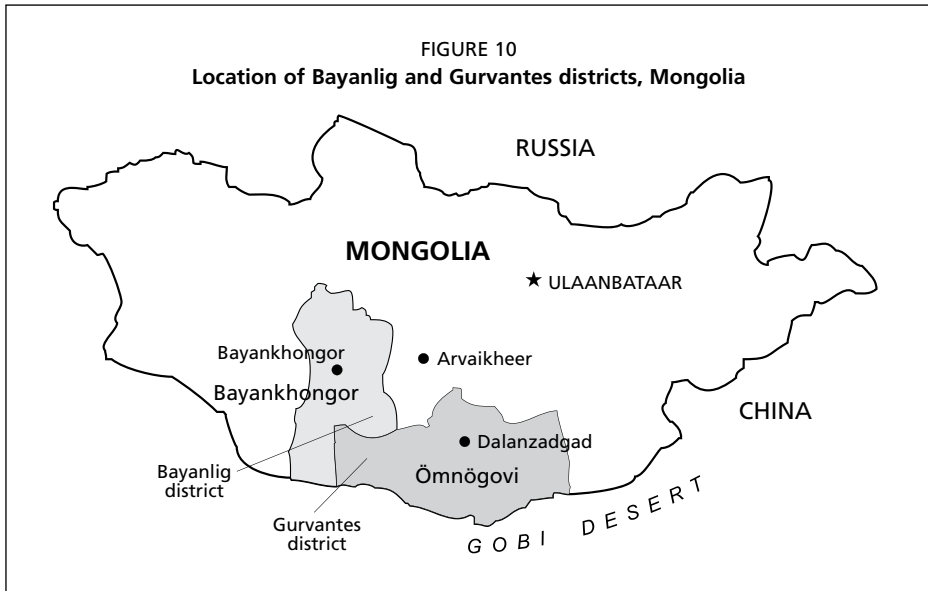 FIGURE 10
Location of Bayanlig and Gurvantes districts, Mongolia
RUSSIA
MONGOLIA
ULAANBATAAR
Bayankhongor
Arvaikheer
Bayankhongor
CHINA
Dalanzadgad
Bayanlig
district
Ömnögovi
Gurvantes
district
GOBI DESERT